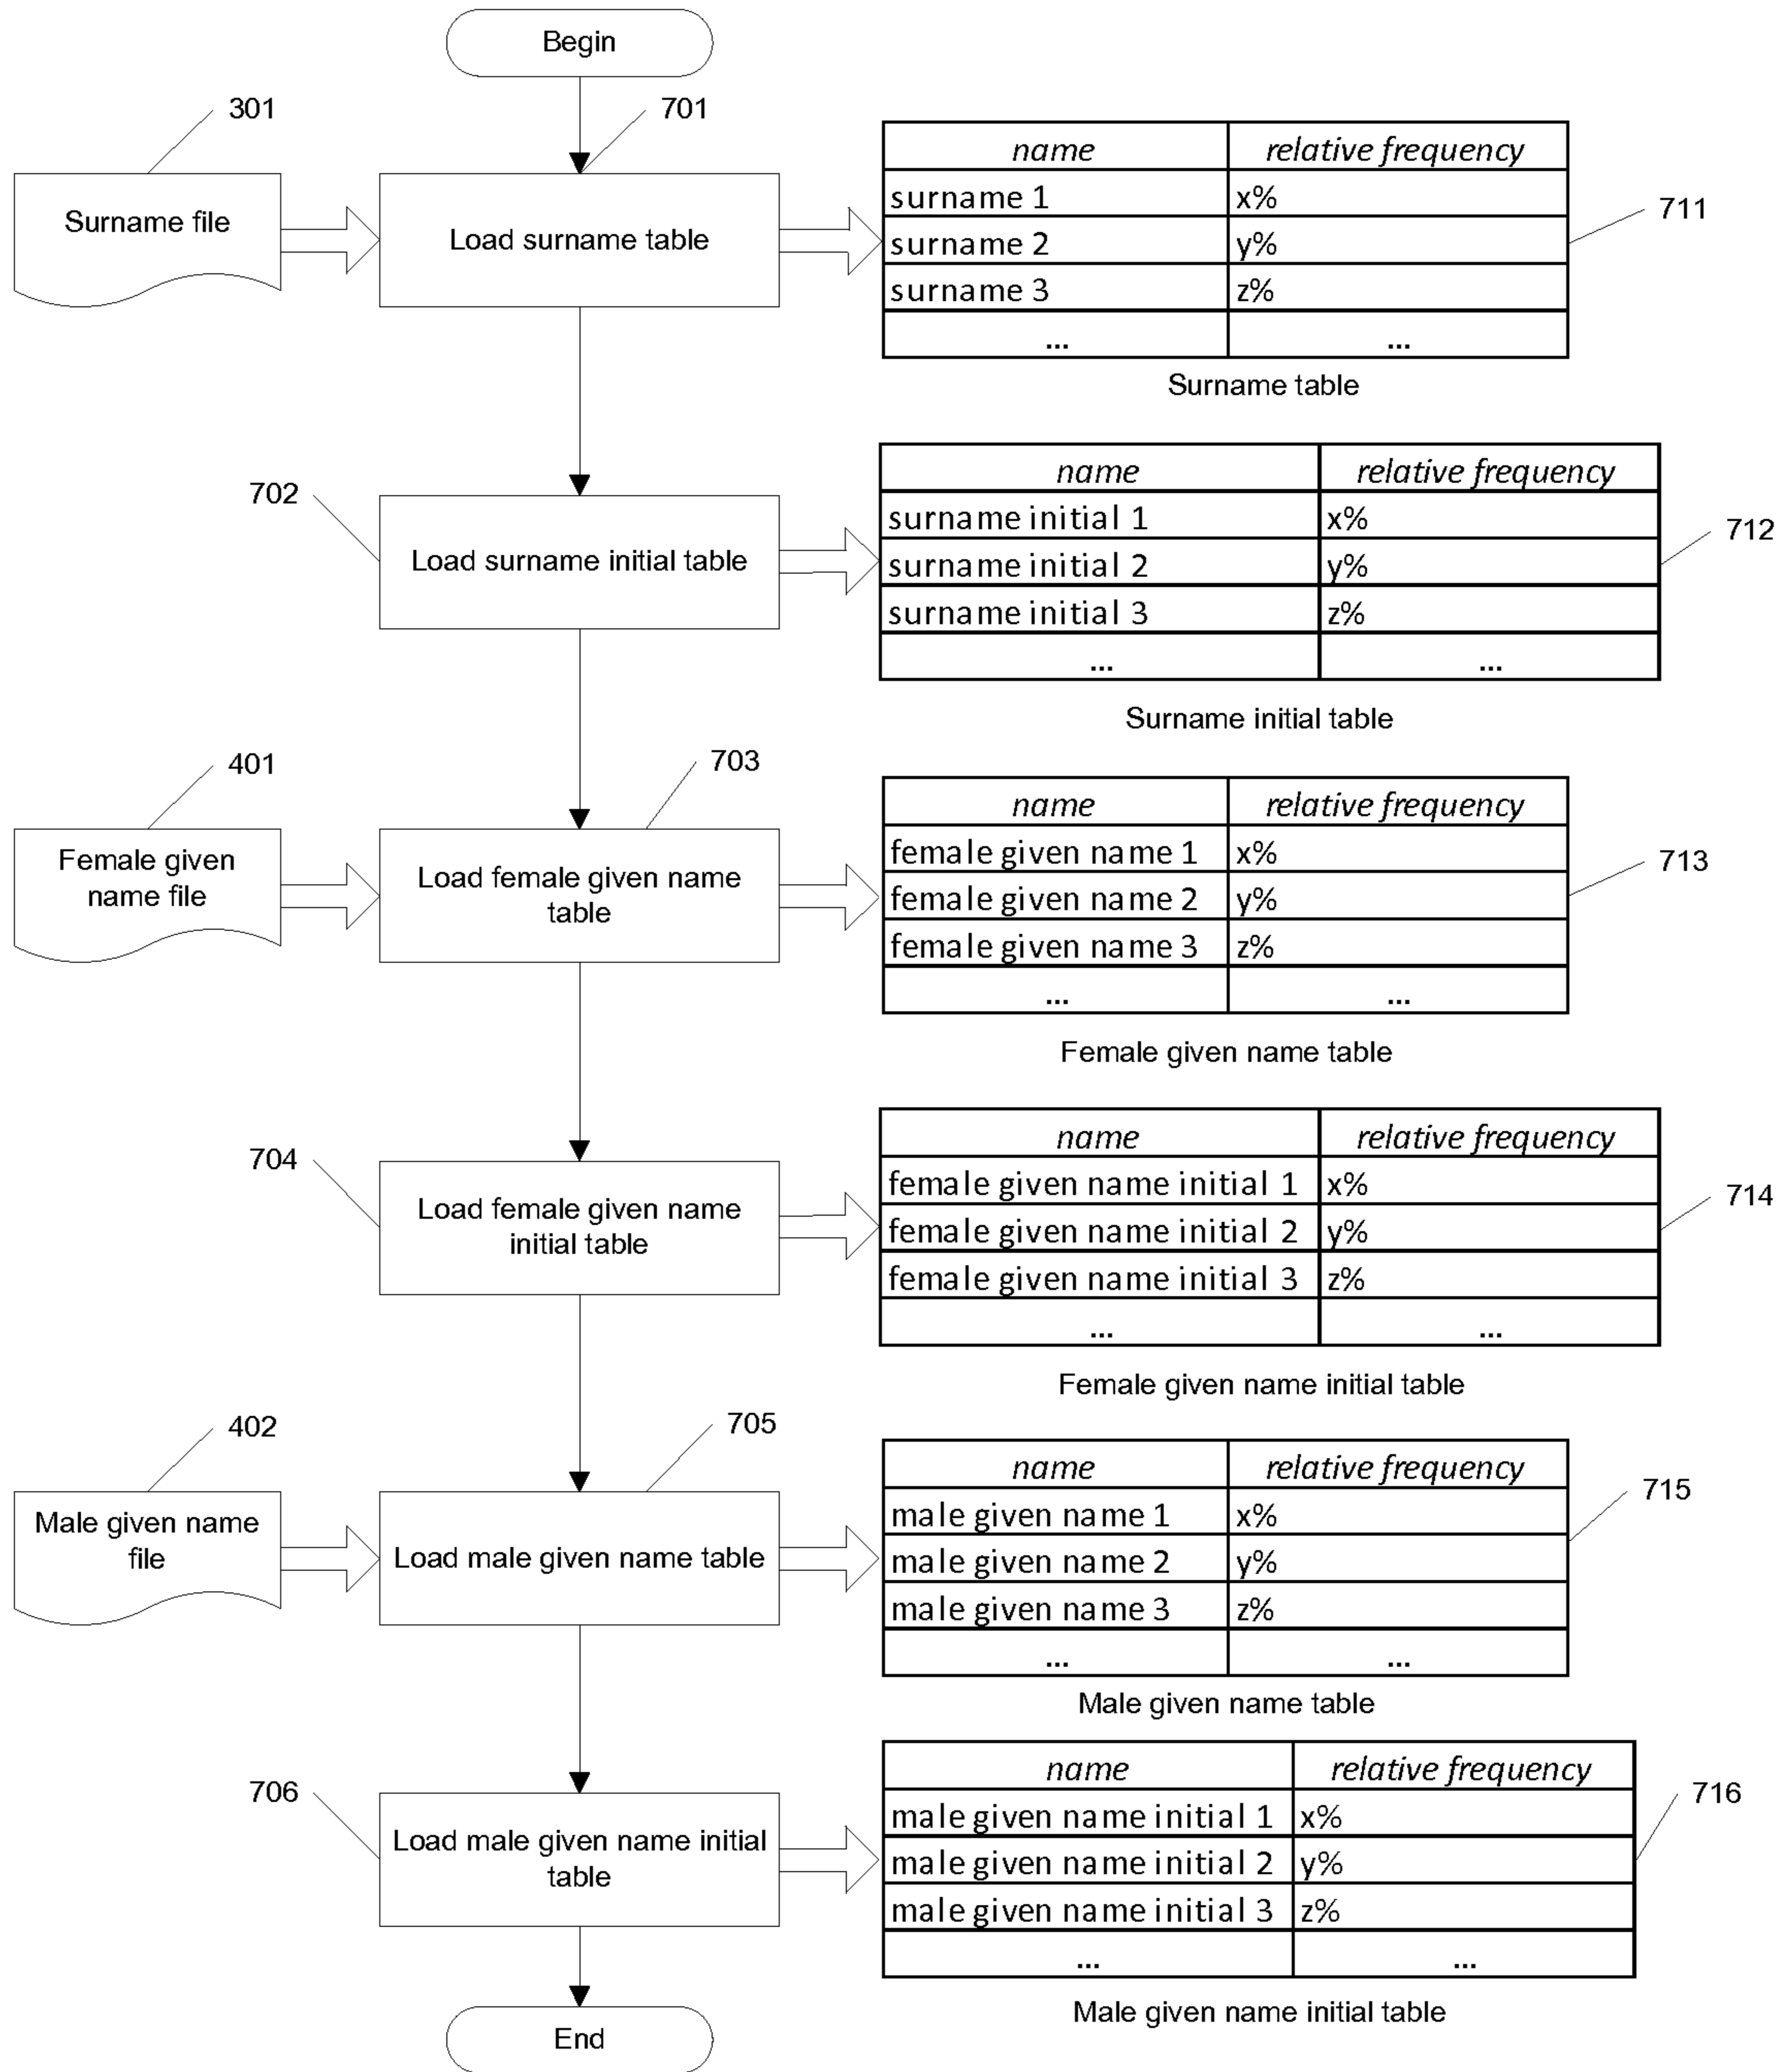 Begin
301
701
Surname file
Load surname table
name relative frequency
surname 1 x%
surname 2 y%
surname 3 z%
... ...
711
Surname table
702
Load surname initial table
name relative frequency
surname initial 1 x%
surname initial 2 y%
surname initial 3 z%
... ...
712
Surname initial table
401
703
Female given
name file
Load female given name
table
name relative frequency
female given name 1 x%
female given name 2 y%
female given name 3 z%
... ...
713
Female given name table
704
Load female given name
initial table
name relative frequency
female given name initial 1 x%
female given name initial 2 y%
female given name initial 3 z%
... ...
714
Female given name initial table
402
705
Male given name
file
Load male given name table
name relative frequency
male given name 1 x%
male given name 2 y%
male given name 3 z%
... ...
715
Male given name table
706
Load male given name initial
table
name relative frequency
male given name initial 1 x%
male given name initial 2 y%
male given name initial 3 z%
... ...
716
Male given name initial table
End